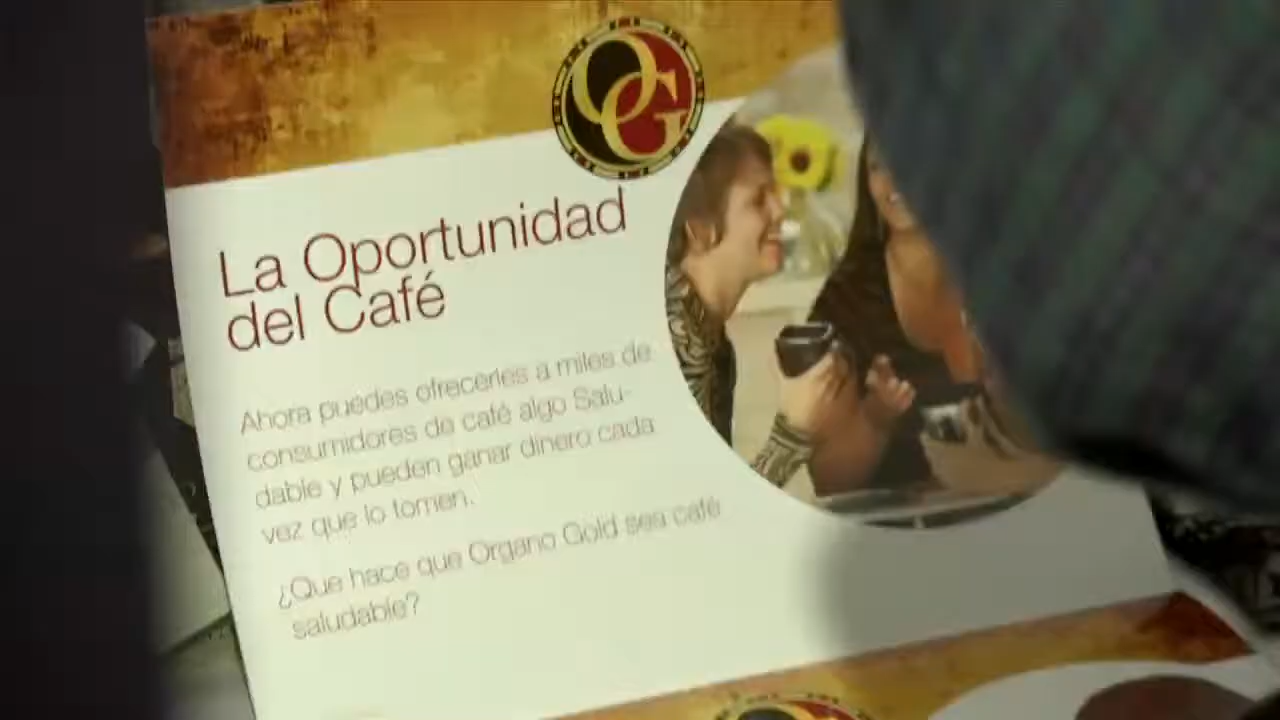 OG
La Oportunidad
del Café
Ahora puedes ofrecerles a miles de
consumidores de café algo Salu-
dable y pueden ganar dinero cada
vez que lo tomen.
¿Que hace que Organo Gold sea café
saludable?